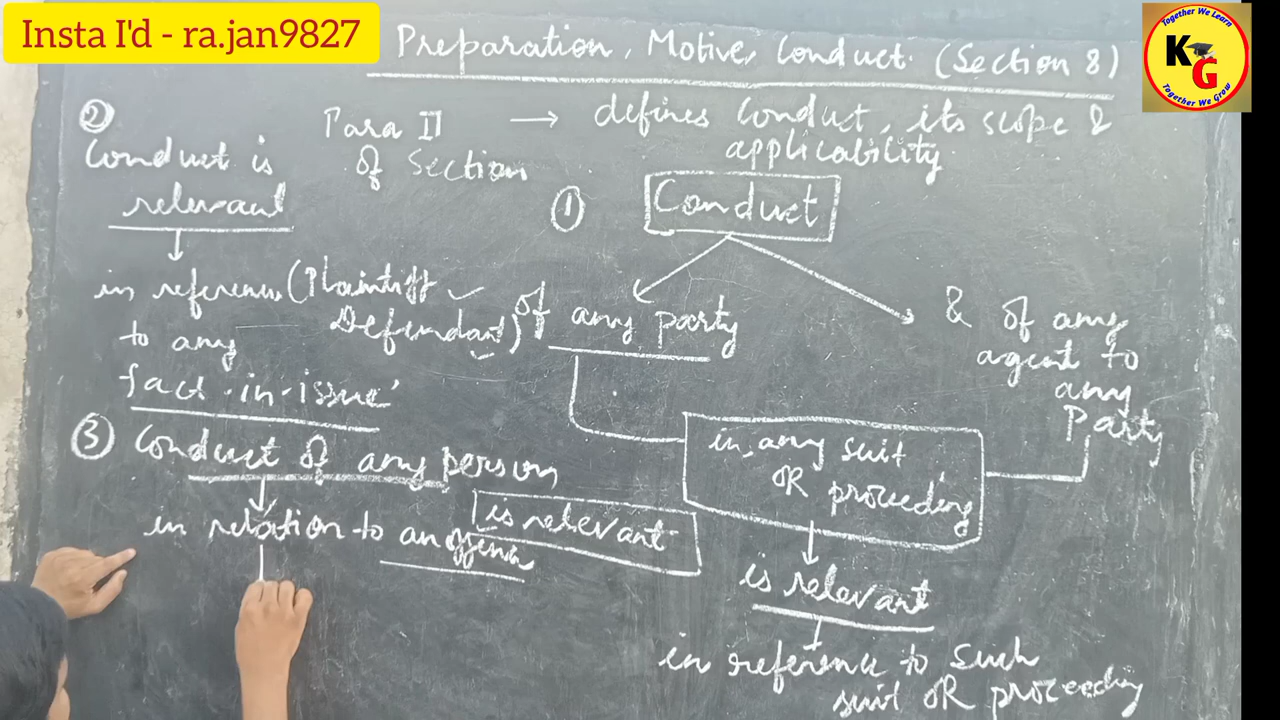 Insta I'd - ra.jan9827
Together We Learn
KG
Together We Grow
Preparation, Motive, Conduct. (Section 8)
Para II
of Section
→ defines Conduct, its scope &
applicability
① Conduct
of any party
(Plaintiff
Defendant)
& of any
agent to
any
Party
in any suit
OR proceeding
is relevant
in reference to such
suit OR proceeding
②
Conduct is
relevant
in reference
to any
fact-in-issue'
③ Conduct of any person
in relation to an offence
is relevant